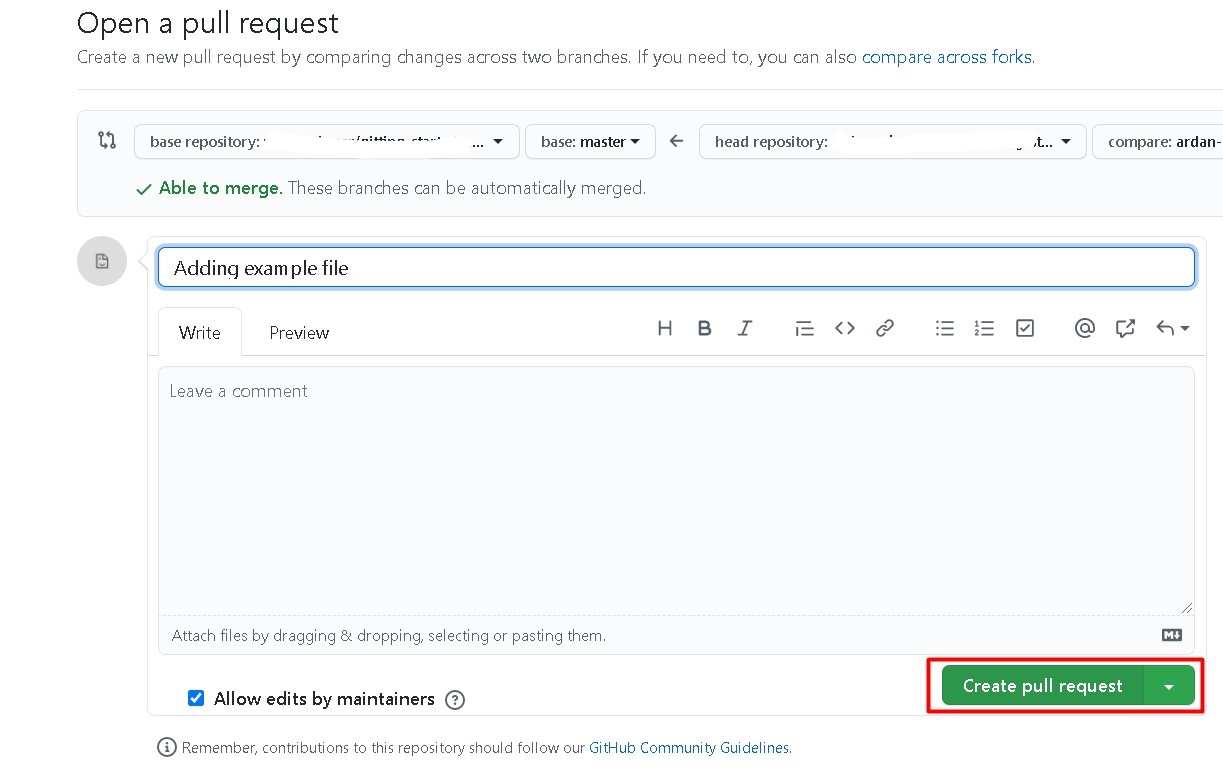 Open a pull request
Create a new pull request by comparing changes across two branches. If you need to, you can also compare across forks.
base repository: ... base: master ← head repository: ... compare: ardan-
Able to merge. These branches can be automatically merged.
Adding example file
Write Preview
Leave a comment
Attach files by dragging & dropping, selecting or pasting them.
Allow edits by maintainers
Create pull request
Remember, contributions to this repository should follow our GitHub Community Guidelines.